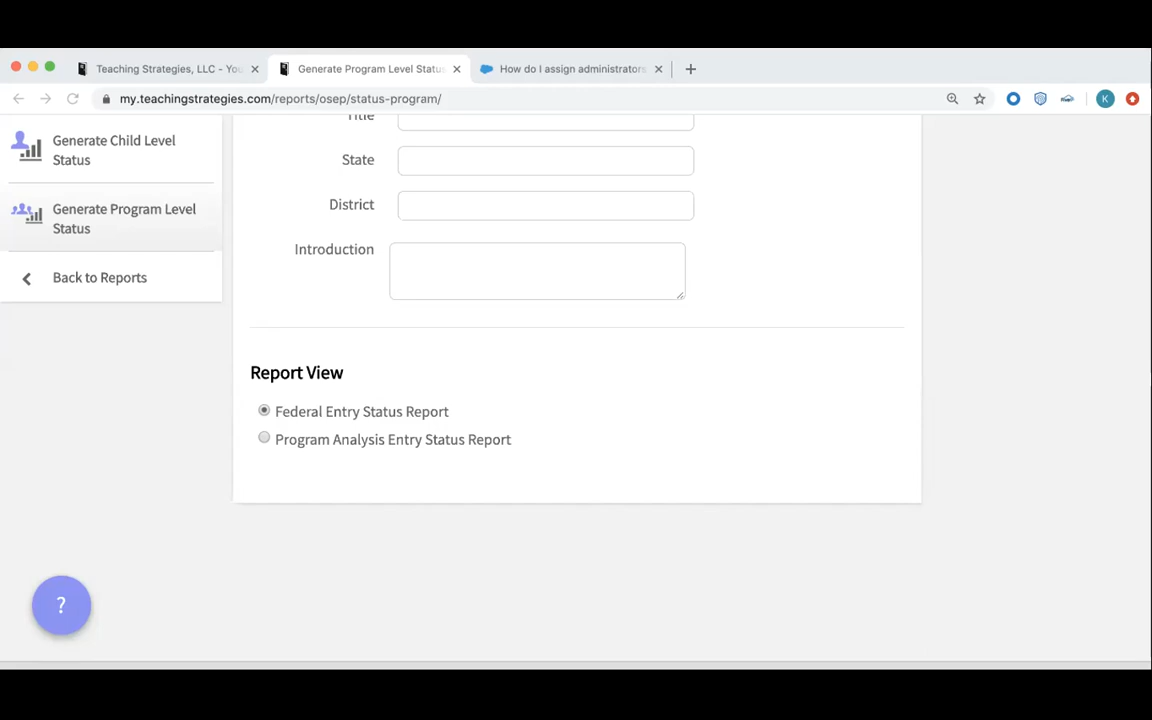 Teaching Strategies, LLC - You
Generate Program Level Statu
How do I assign administrators
my.teachingstrategies.com/reports/osep/status-program/
K
Generate Child Level
Status
Generate Program Level
Status
Back to Reports
Title
State
District
Introduction
Report View
Federal Entry Status Report
Program Analysis Entry Status Report
?